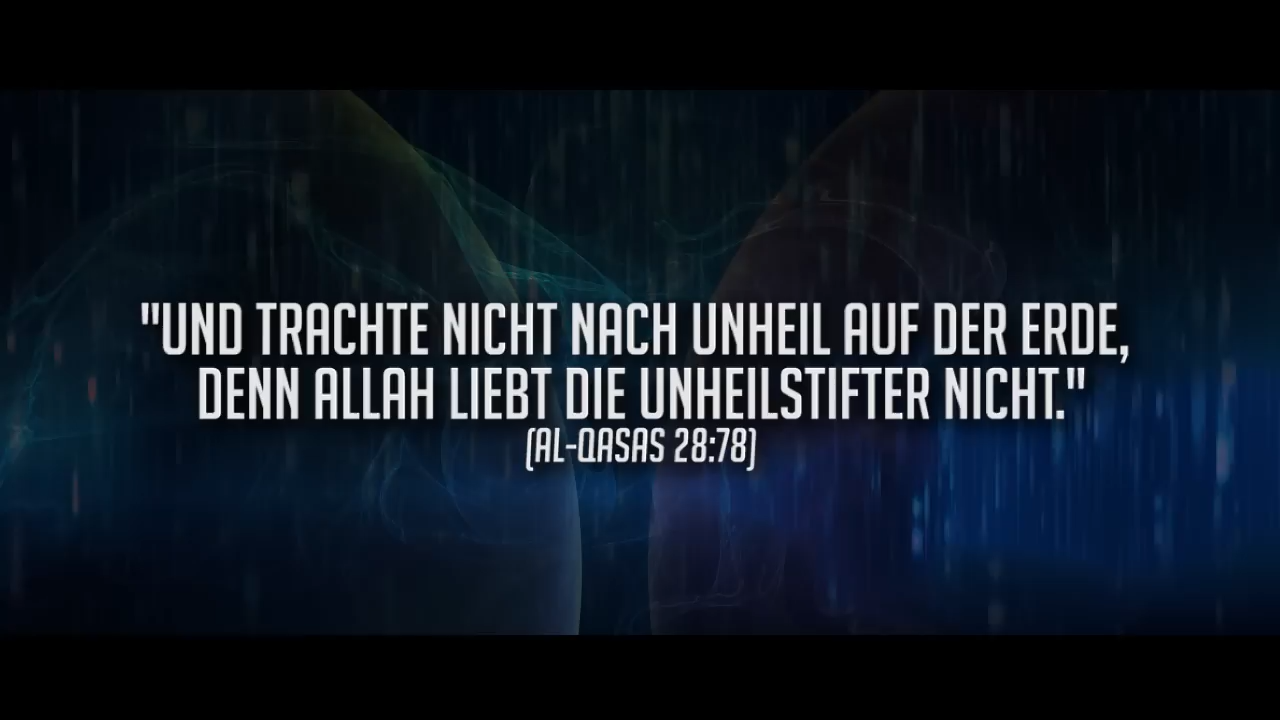 "UND TRACHTE NICHT NACH UNHEIL AUF DER ERDE,
DENN ALLAH LIEBT DIE UNHEILSTIFTER NICHT."
(AL-QASAS 28:78)